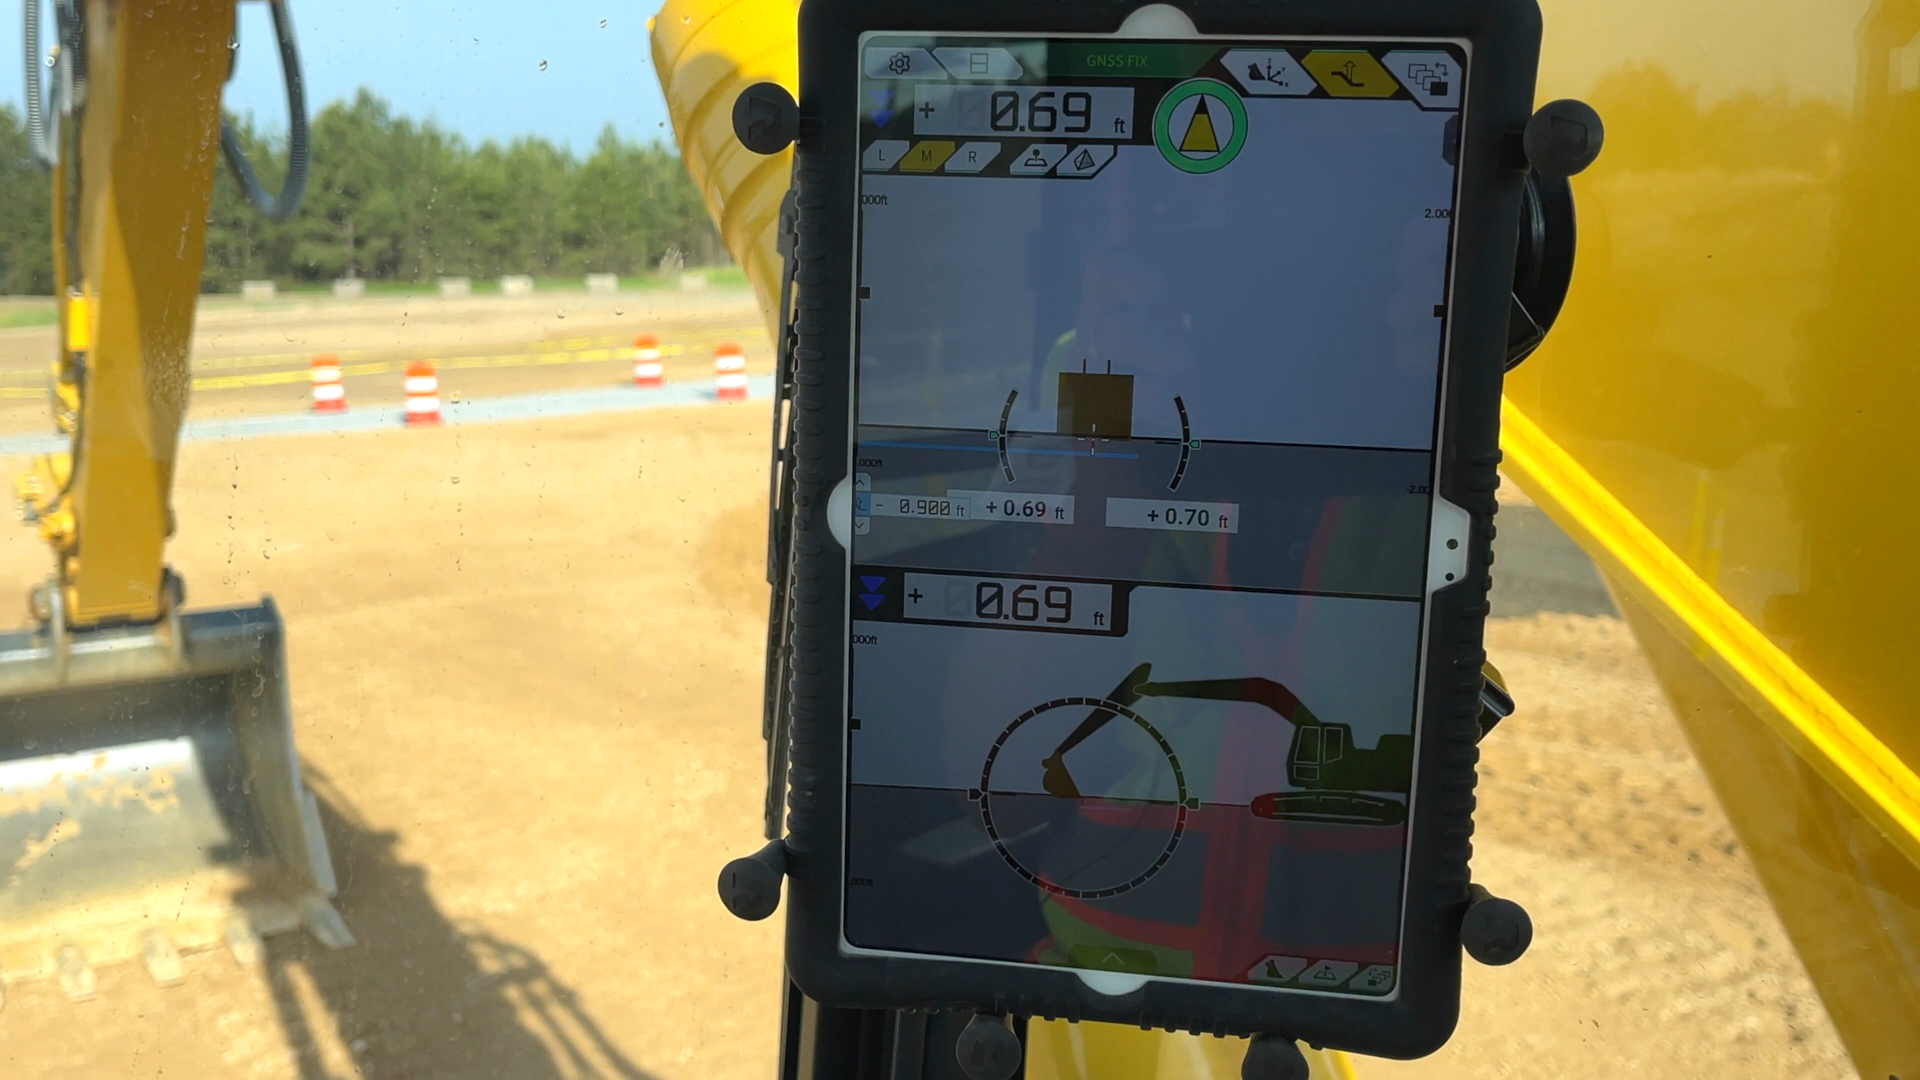 GNSS FIX
+ 0.69 ft
L M R
000ft
2.00
.000ft
-2.00
- 0.900 ft + 0.69 ft + 0.70 ft
+ 0.69 ft
000ft
000ft